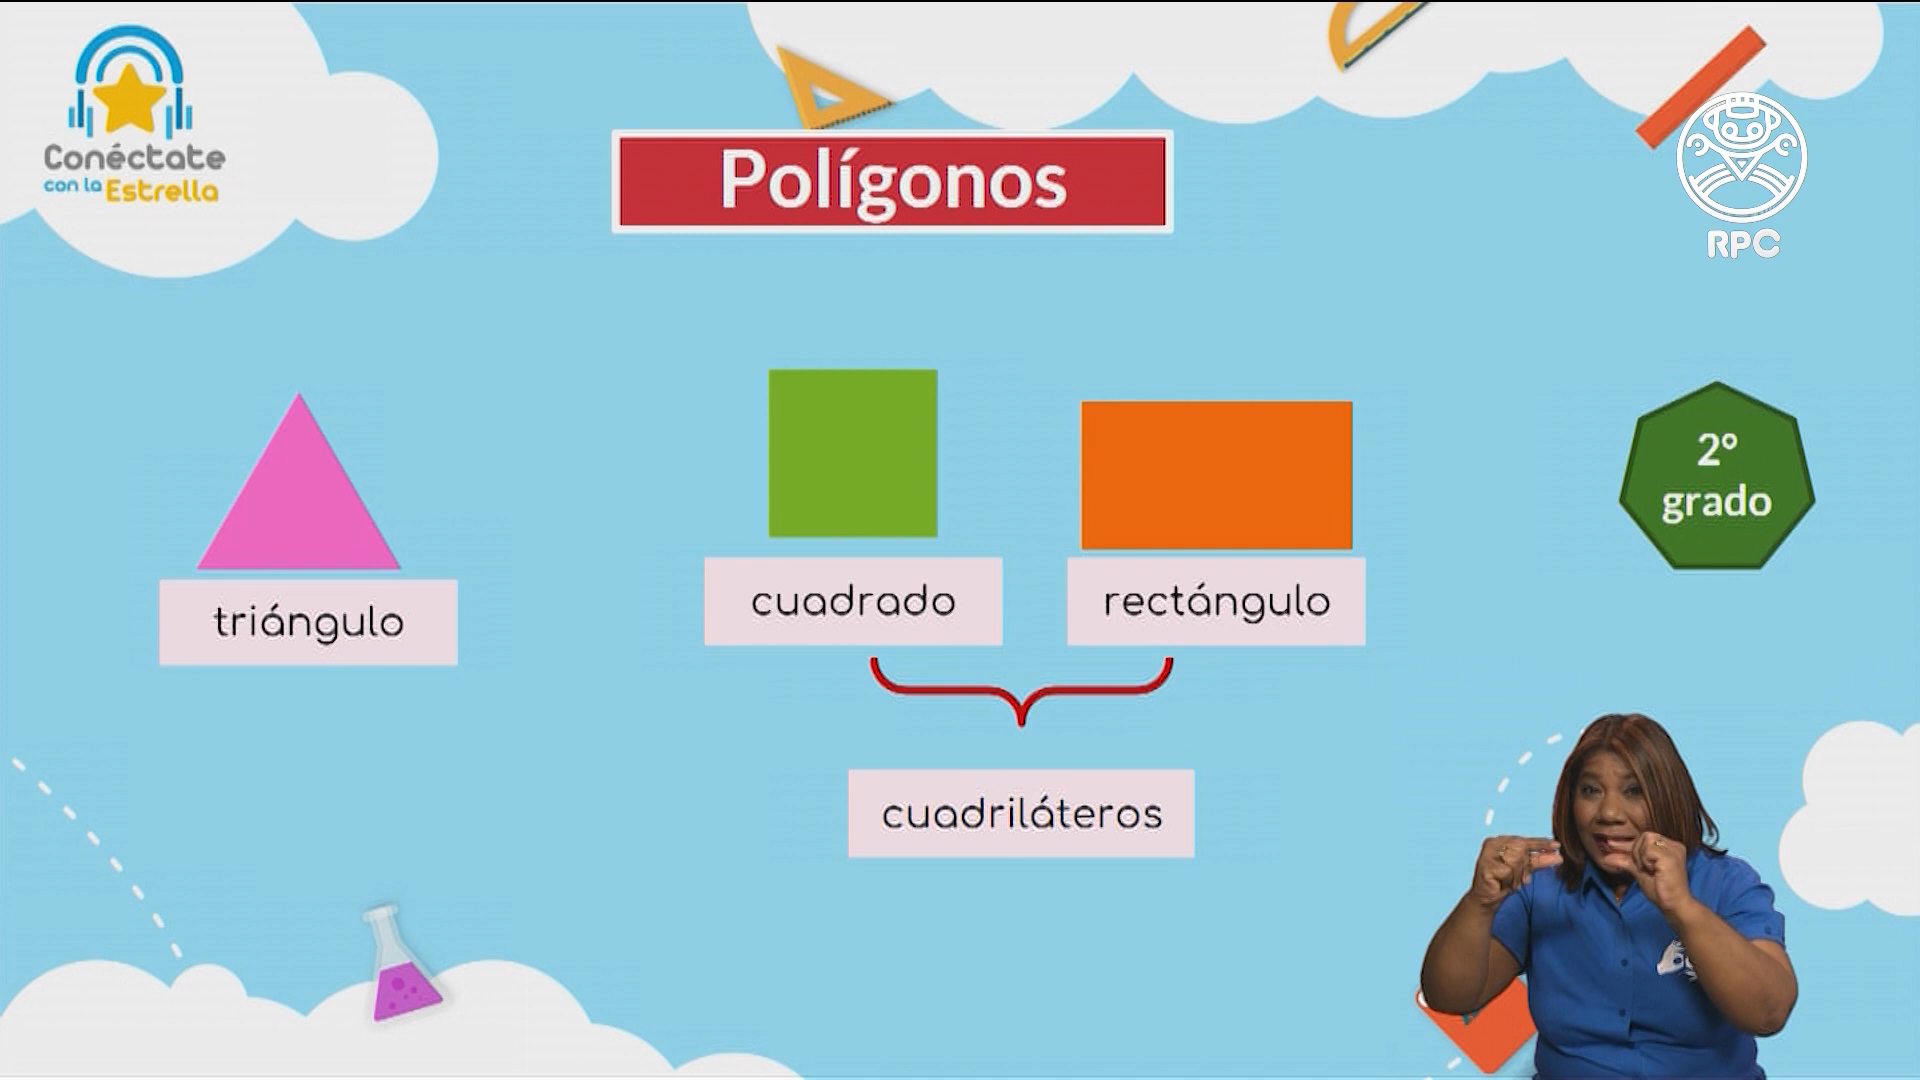 Conéctate
con la Estrella
Polígonos
RPC
2°
grado
triángulo
cuadrado
rectángulo
cuadriláteros